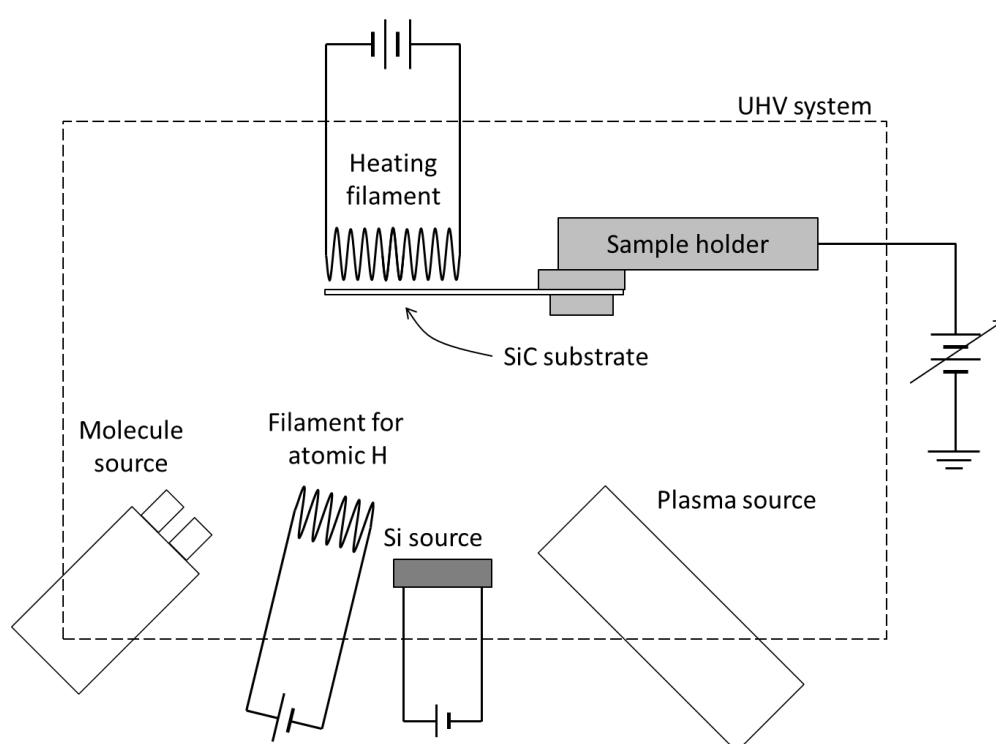 UHV system
Heating
filament
Sample holder
SiC substrate
Molecule
source
Filament for
atomic H
Si source
Plasma source